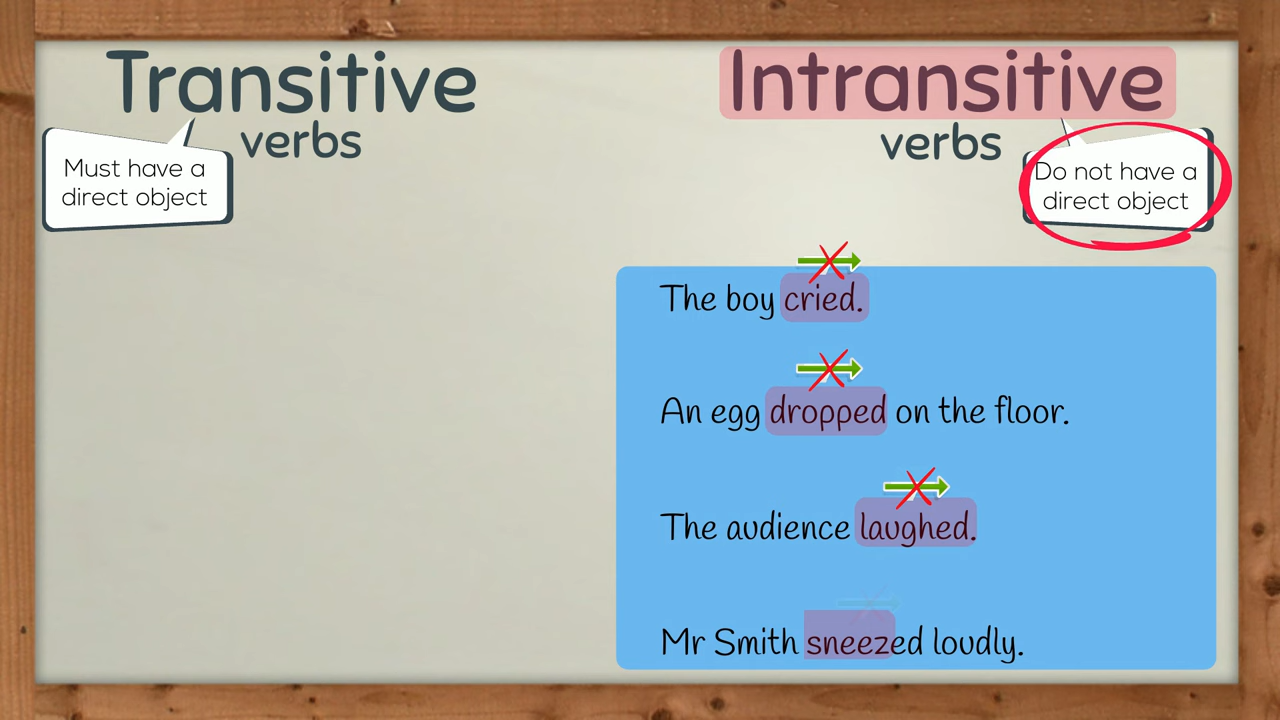 Transitive
verbs
Must have a
direct object
Intransitive
verbs
Do not have a
direct object
The boy cried.
An egg dropped on the floor.
The audience laughed.
Mr Smith sneezed loudly.